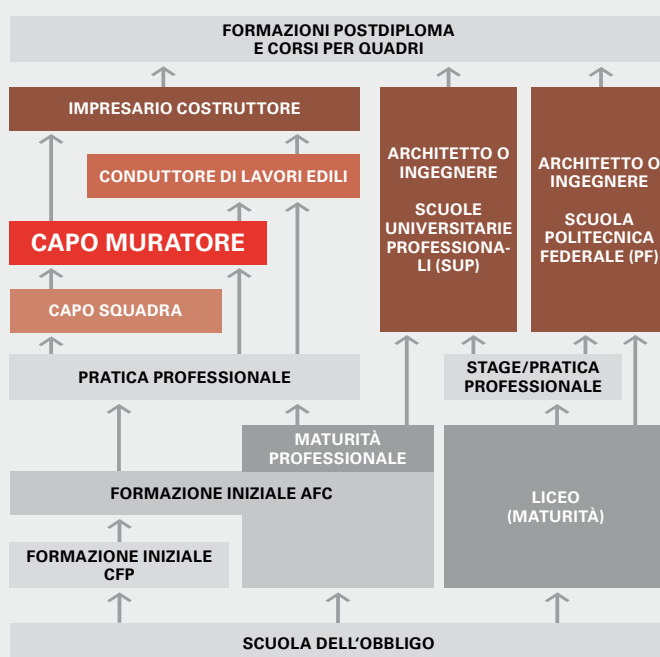 FORMAZIONI POSTDIPLOMA
E CORSI PER QUADRI
IMPRESARIO COSTRUTTORE
CONDUTTORE DI LAVORI EDILI
CAPO MURATORE
CAPO SQUADRA
ARCHITETTO O
INGEGNERE
SCUOLE
UNIVERSITARIE
PROFESSIONA-
LI (SUP)
ARCHITETTO O
INGEGNERE
SCUOLA
POLITECNICA
FEDERALE (PF)
PRATICA PROFESSIONALE
STAGE/PRATICA
PROFESSIONALE
MATURITÀ
PROFESSIONALE
FORMAZIONE INIZIALE AFC
LICEO
(MATURITÀ)
FORMAZIONE INIZIALE
CFP
SCUOLA DELL‘OBBLIGO